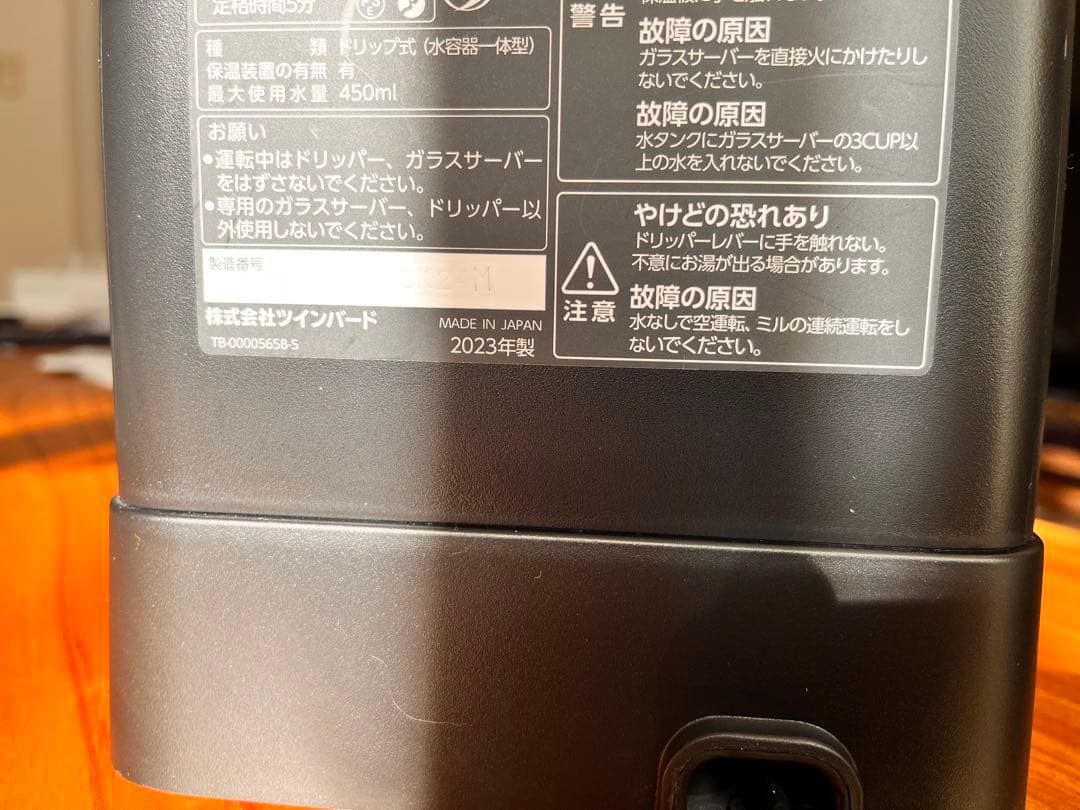 定格時間5分
種類 ドリップ式(水容器一体型)
保温装置の有無 有
最大使用水量 450ml
お願い
●運転中はドリッパー、ガラスサーバー
をはずさないでください。
●専用のガラスサーバー、ドリッパー以
外使用しないでください。
製造番号
株式会社ツインバード
MADE IN JAPAN
TB-00005658-5
2023年製
警告
故障の原因
ガラスサーバーを直接火にかけたりし
ないでください。
故障の原因
水タンクにガラスサーバーの3CUP以
上の水を入れないでください。
注意
やけどの恐れあり
ドリッパーレバーに手を触れない。
不意にお湯が出る場合があります。
故障の原因
水なしで空運転、ミルの連続運転をし
ないでください。